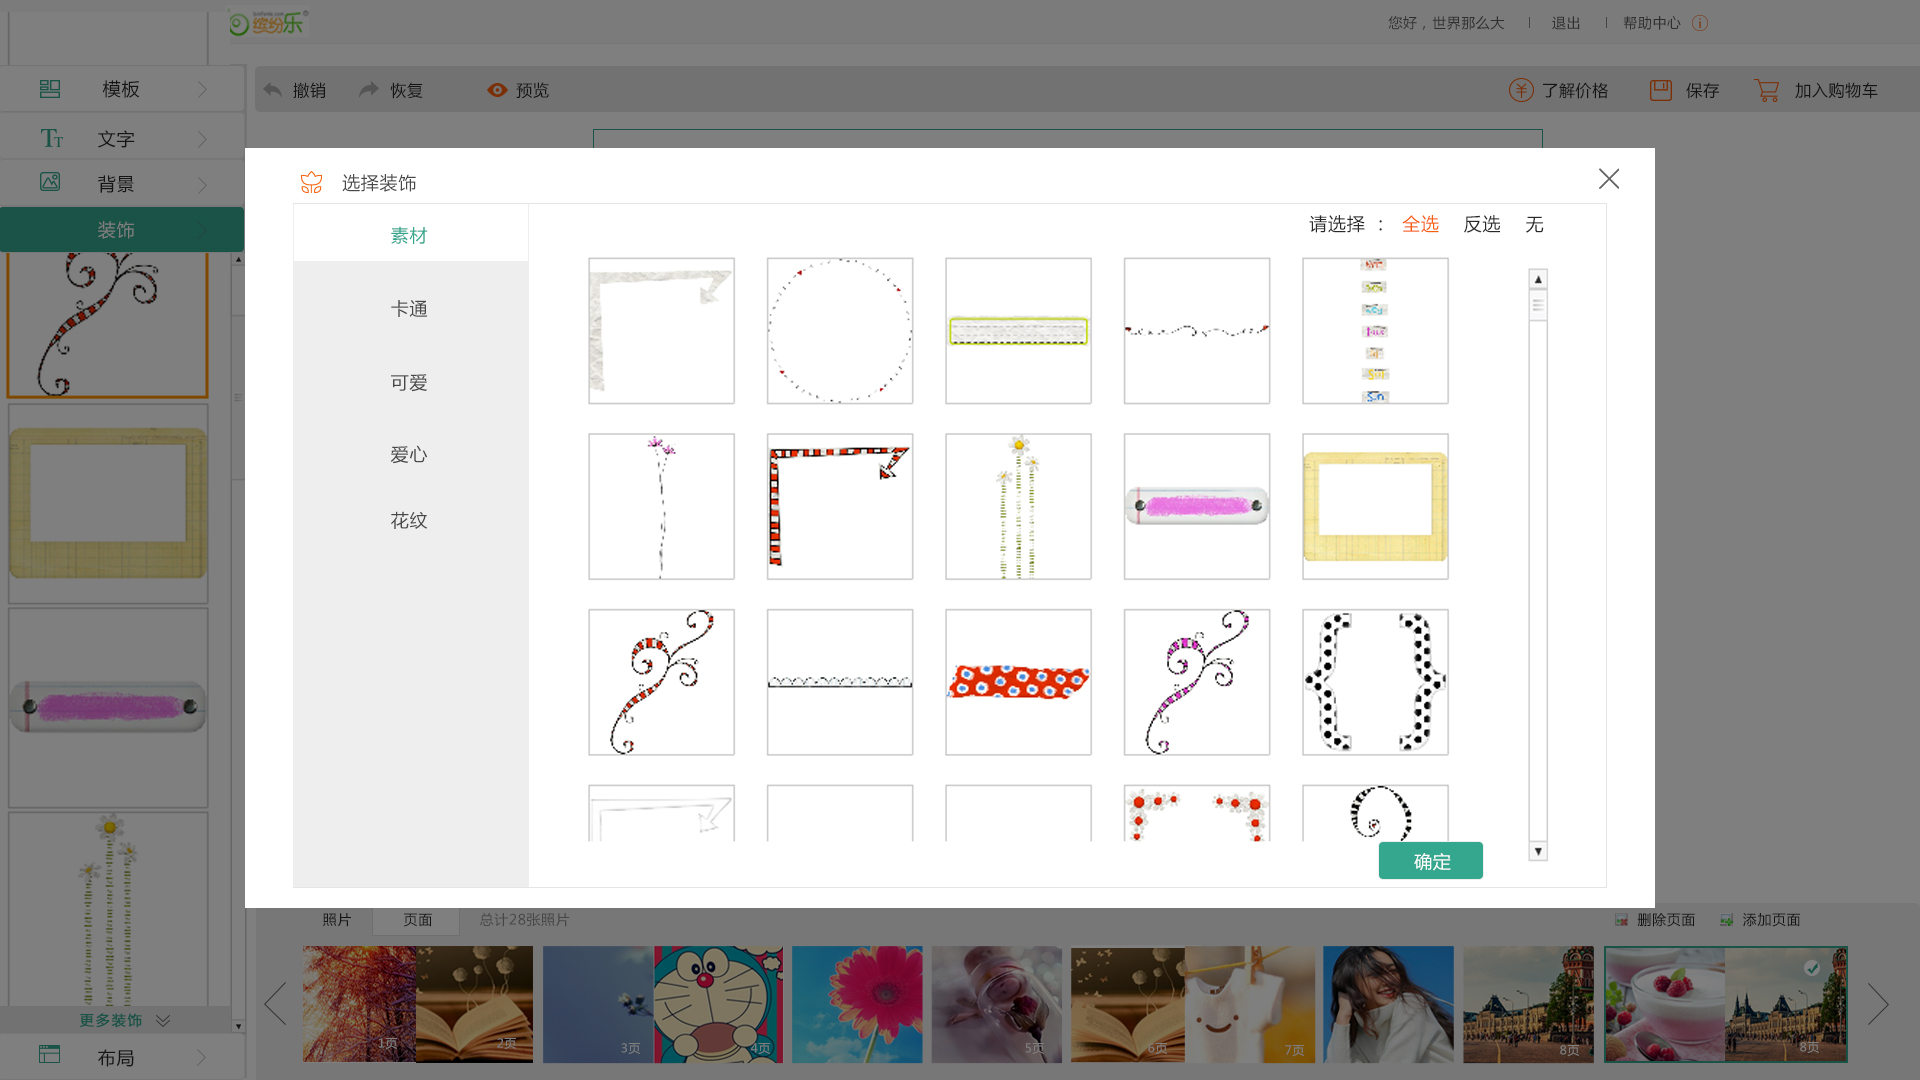 缤纷乐
您好，世界那么大
退出
帮助中心
模板
文字
背景
装饰
更多装饰
布局
撤销
恢复
预览
了解价格
保存
加入购物车
选择装饰
素材
卡通
可爱
爱心
花纹
请选择 ：
全选
反选
无
确定
照片
页面
总计28张照片
删除页面
添加页面
1页
2页
3页
4页
5页
6页
7页
8页
8页